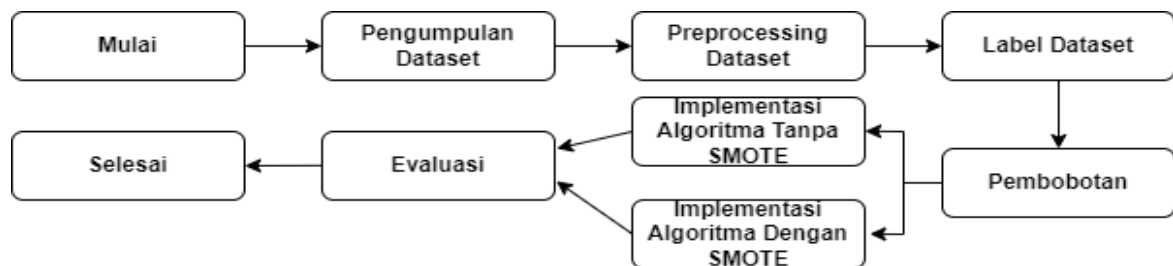 Mulai
Pengumpulan
Dataset
Preprocessing
Dataset
Label Dataset
Implementasi
Algoritma Tanpa
SMOTE
Selesai
Evaluasi
Pembobotan
Implementasi
Algoritma Dengan
SMOTE